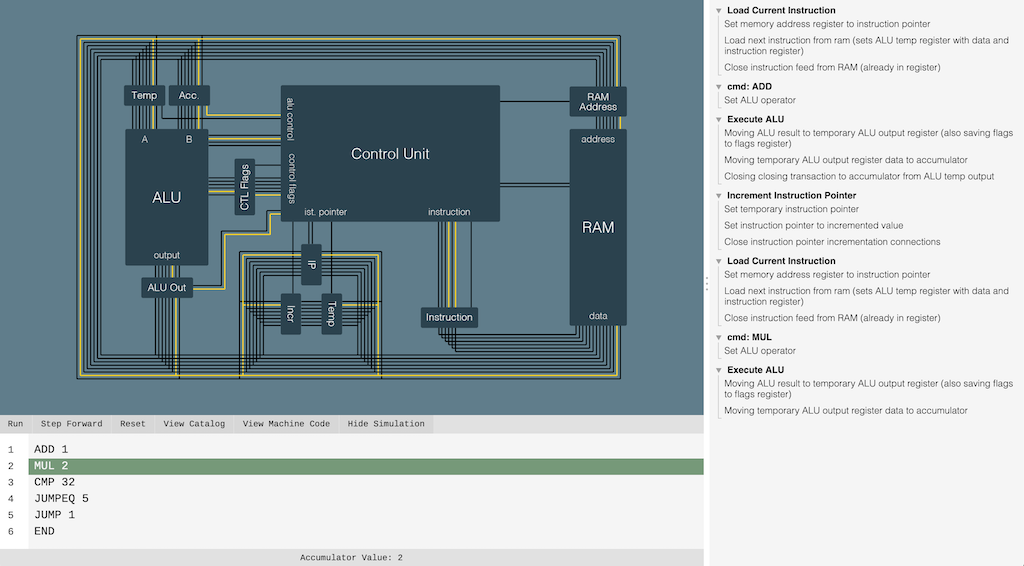 Temp
Acc.
A
B
ALU
output
ALU Out
CTL Flags
alu control
control flags
Control Unit
ist. pointer
instruction
IP
Incr
Temp
Instruction
RAM
Address
address
RAM
data
Run
Step Forward
Reset
View Catalog
View Machine Code
Hide Simulation
1 ADD 1
2 MUL 2
3 CMP 32
4 JUMPEQ 5
5 JUMP 1
6 END
Accumulator Value: 2
Load Current Instruction
Set memory address register to instruction pointer
Load next instruction from ram (sets ALU temp register with data and
instruction register)
Close instruction feed from RAM (already in register)
cmd: ADD
Set ALU operator
Execute ALU
Moving ALU result to temporary ALU output register (also saving flags
to flags register)
Moving temporary ALU output register data to accumulator
Closing closing transaction to accumulator from ALU temp output
Increment Instruction Pointer
Set temporary instruction pointer
Set instruction pointer to incremented value
Close instruction pointer incrementation connections
Load Current Instruction
Set memory address register to instruction pointer
Load next instruction from ram (sets ALU temp register with data and
instruction register)
Close instruction feed from RAM (already in register)
cmd: MUL
Set ALU operator
Execute ALU
Moving ALU result to temporary ALU output register (also saving flags
to flags register)
Moving temporary ALU output register data to accumulator